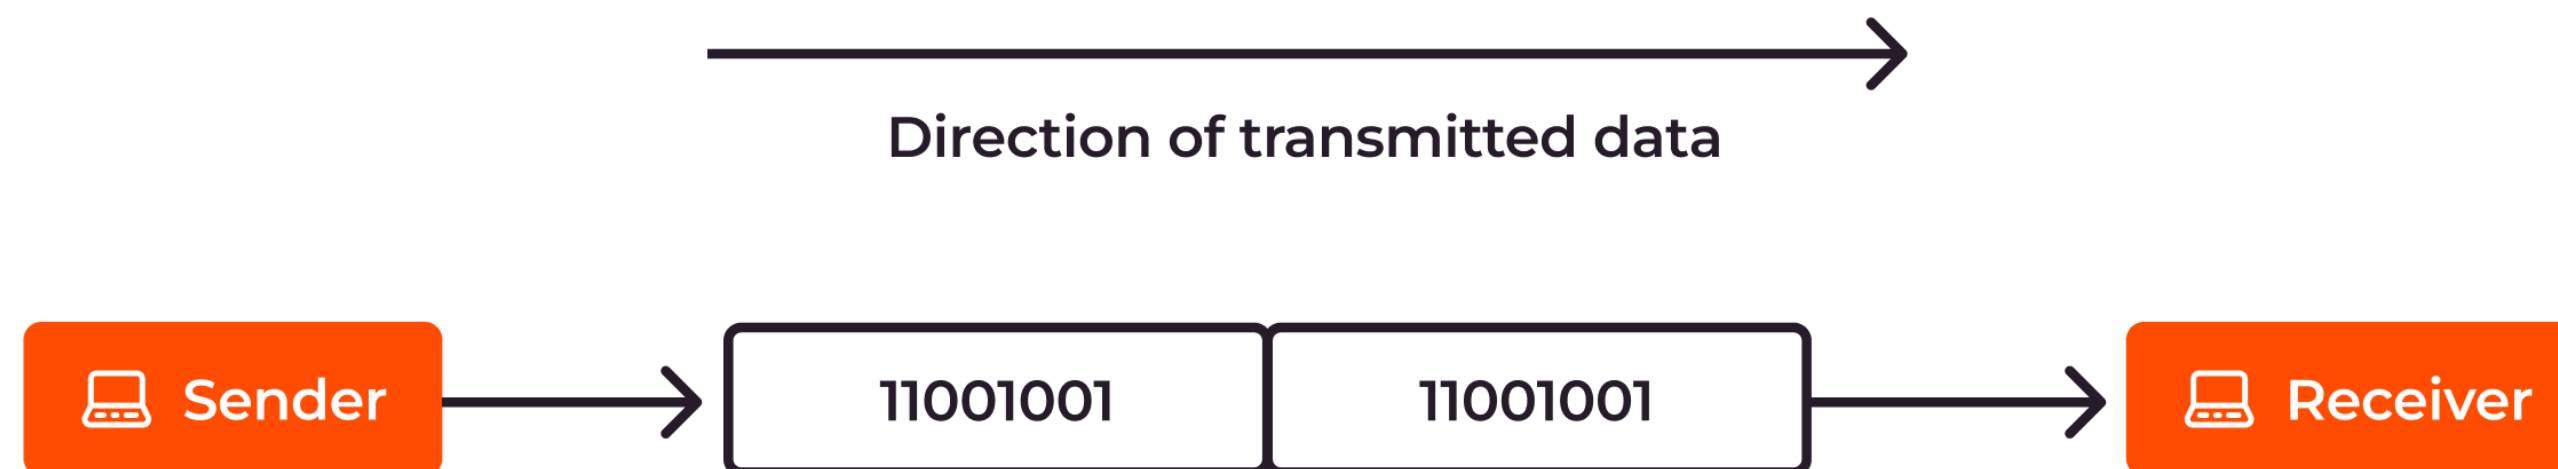 Direction of transmitted data
Sender 11001001 11001001 Receiver